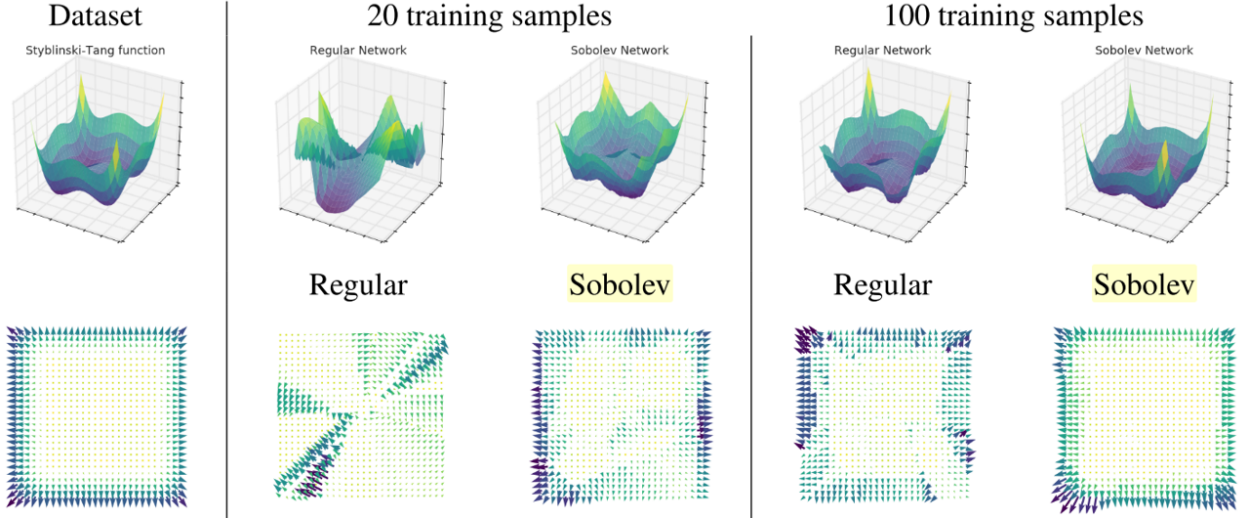 Dataset
20 training samples
100 training samples
Styblinski-Tang function
Regular Network
Sobolev Network
Regular Network
Sobolev Network
Regular
Sobolev
Regular
Sobolev